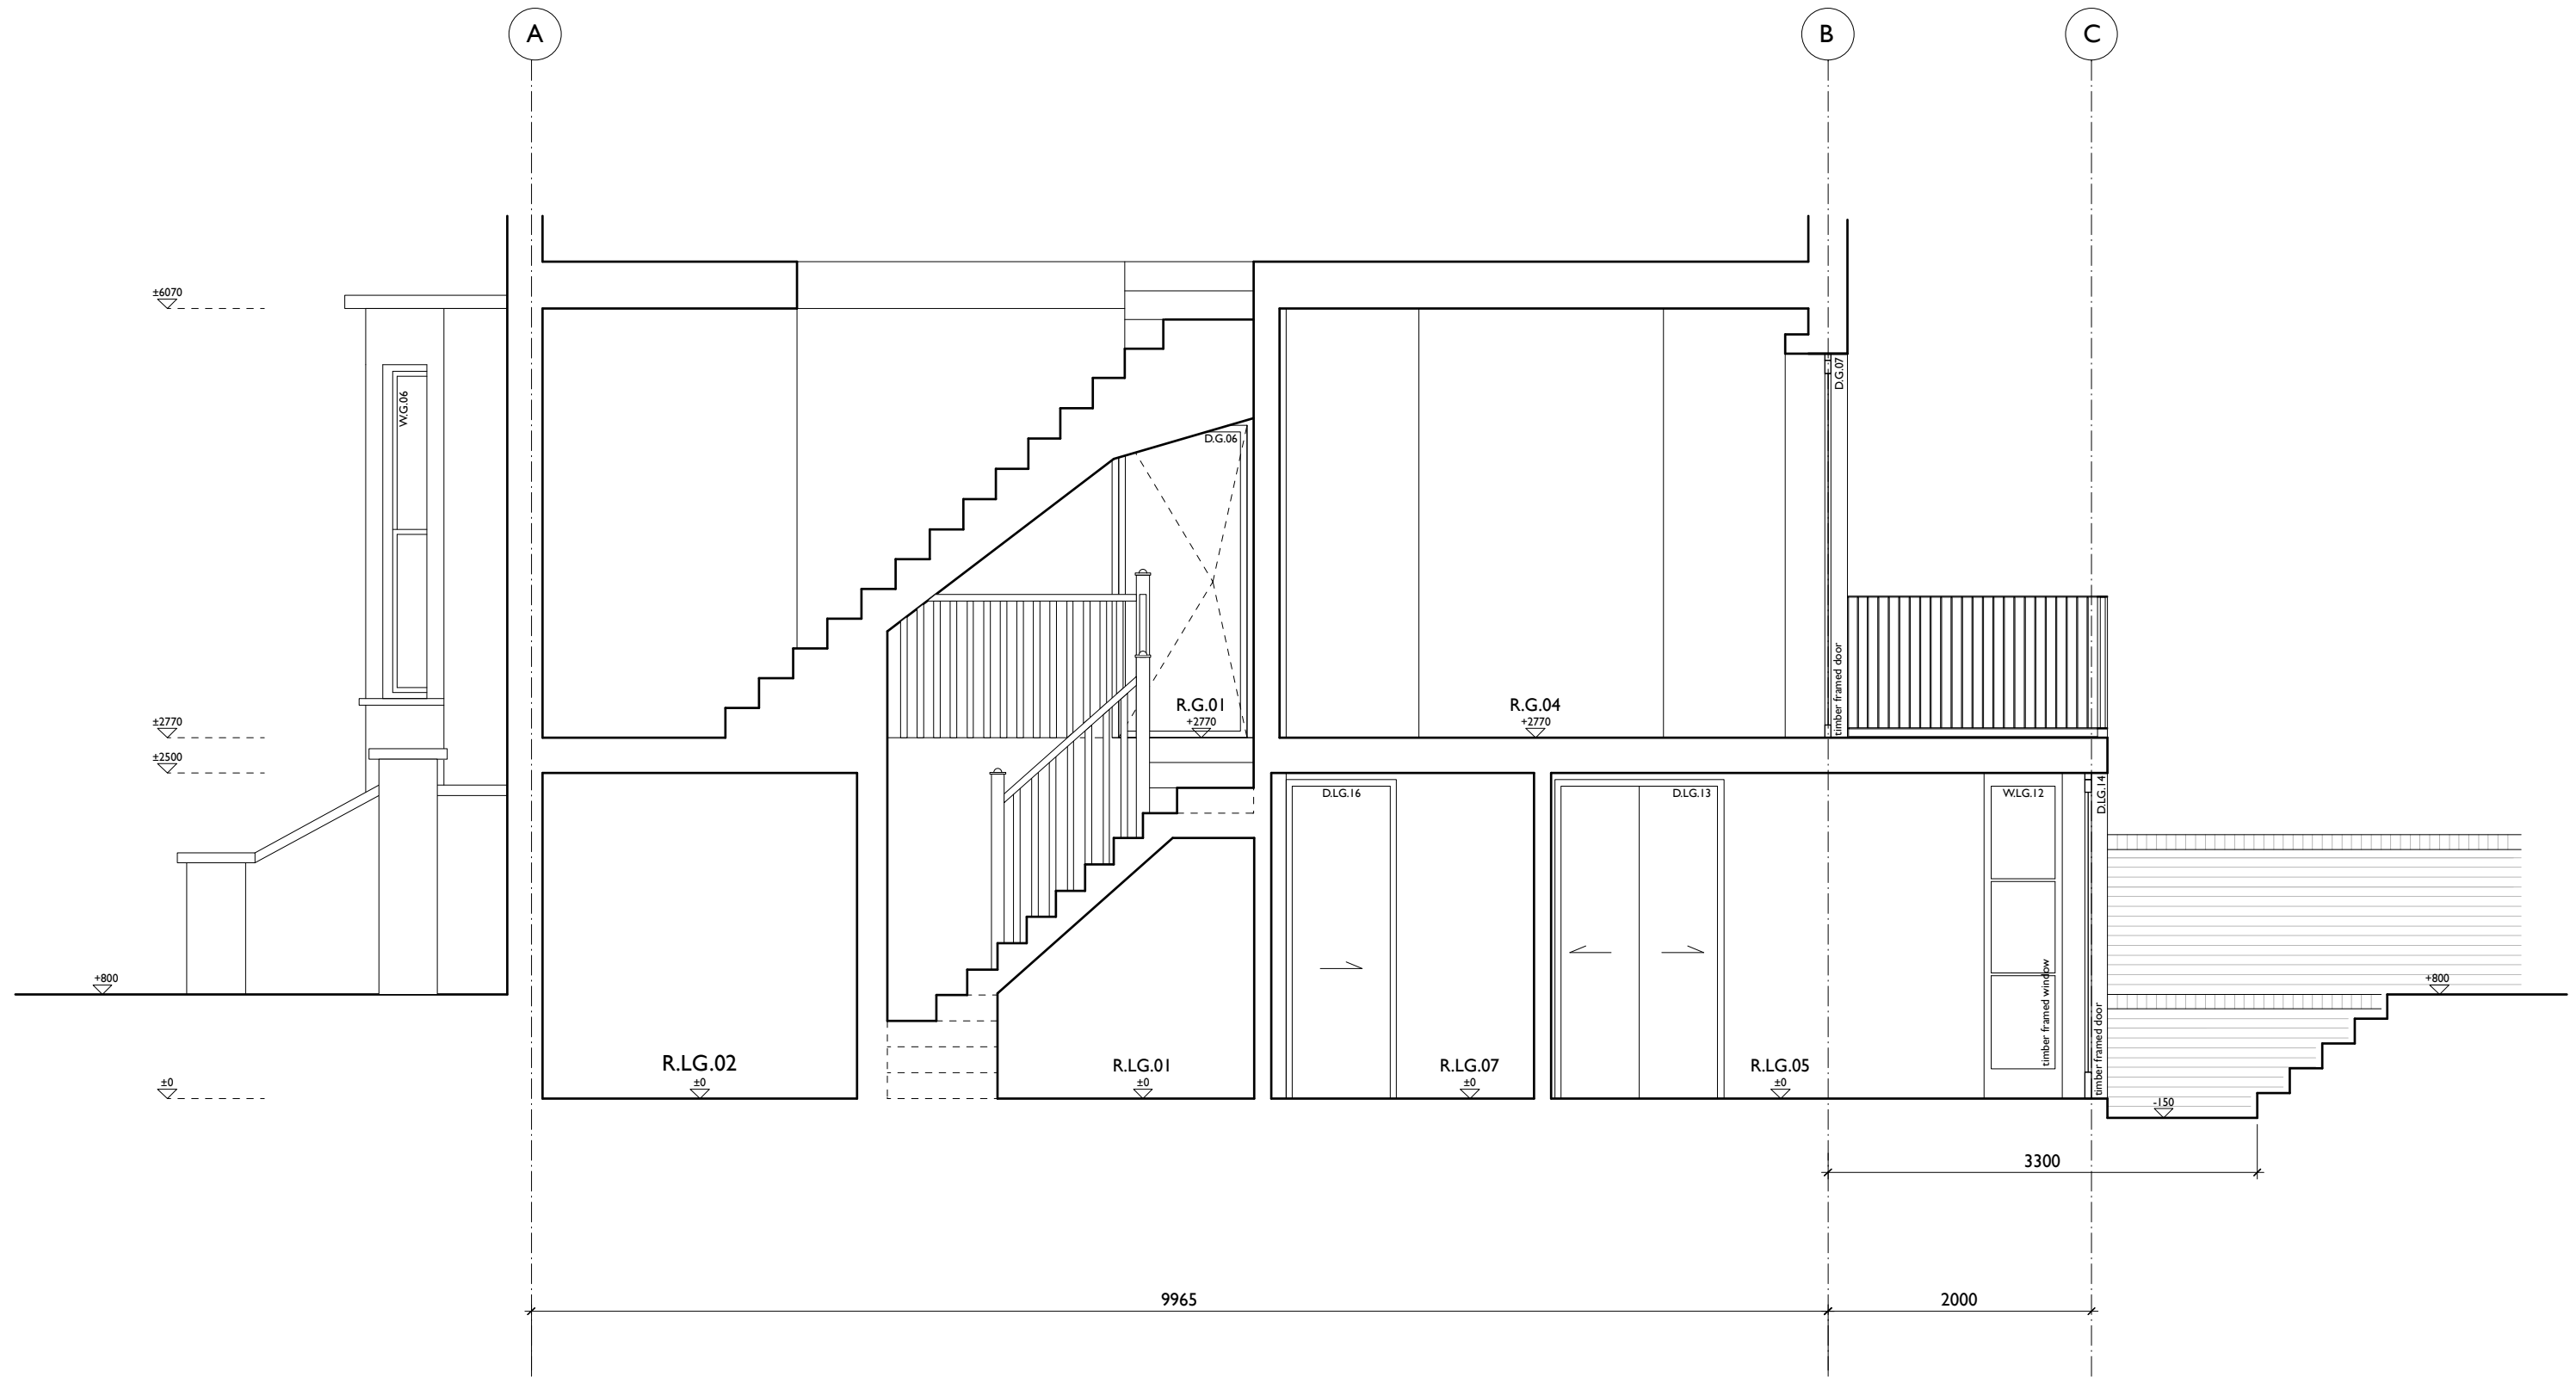 A
B
C
±6070
W.G.06
D.G.07
D.G.06
timber framed door
R.G.01
+2770
R.G.04
+2770
±2770
±2500
D.LG.16
D.LG.13
W.LG.12
D.LG.14
+800
+800
timber framed window
timber framed door
R.LG.02
±0
R.LG.01
±0
R.LG.07
±0
R.LG.05
±0
±0
-150
3300
9965
2000